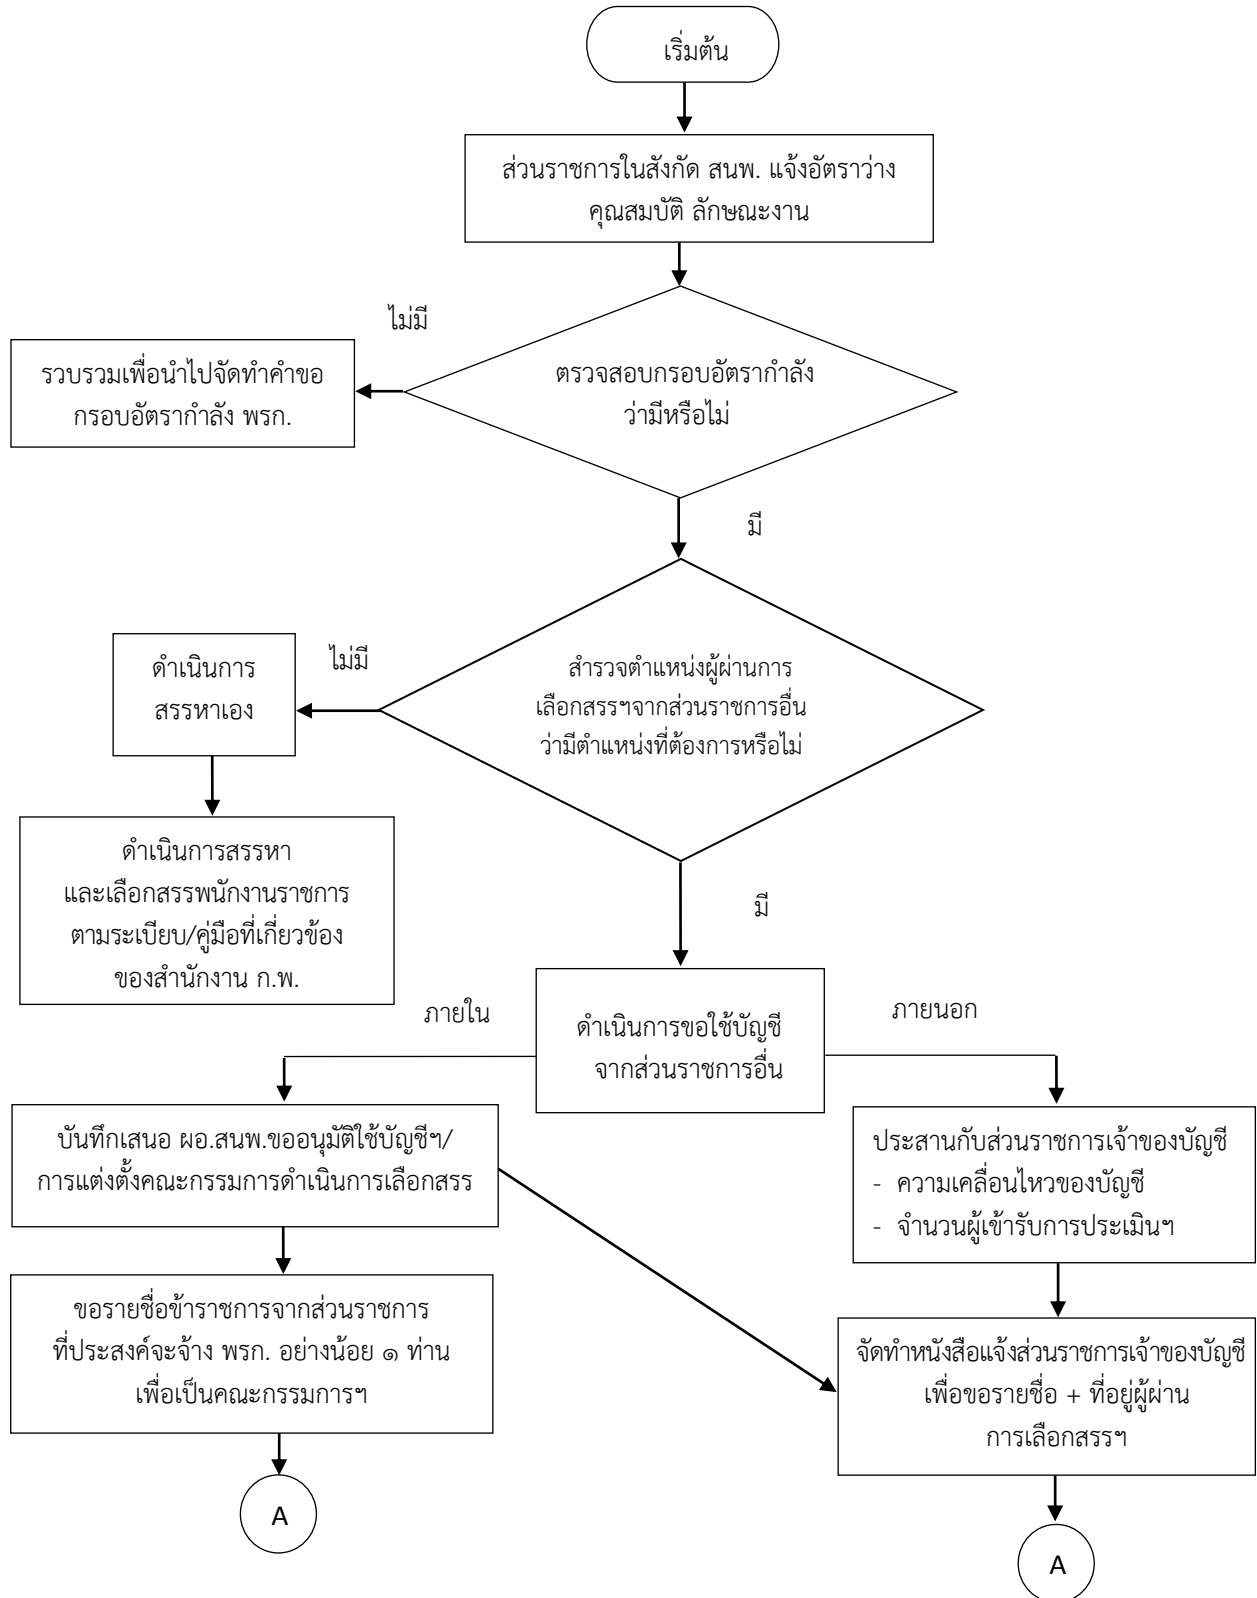 เริ่มต้น
ส่วนราชการในสังกัด สนพ. แจ้งอัตราว่าง
คุณสมบัติ ลักษณะงาน
ไม่มี
รวบรวมเพื่อนำไปจัดทำคำขอ
กรอบอัตรากำลัง พรก.
ตรวจสอบกรอบอัตรากำลัง
ว่ามีหรือไม่
มี
ดำเนินการ
สรรหาเอง
ไม่มี
สำรวจตำแหน่งผู้ผ่านการ
เลือกสรรฯจากส่วนราชการอื่น
ว่ามีตำแหน่งที่ต้องการหรือไม่
ดำเนินการสรรหา
และเลือกสรรพนักงานราชการ
ตามระเบียบ/คู่มือที่เกี่ยวข้อง
ของสำนักงาน ก.พ.
มี
ภายใน
ดำเนินการขอใช้บัญชี
จากส่วนราชการอื่น
ภายนอก
บันทึกเสนอ ผอ.สนพ.ขออนุมัติใช้บัญชีฯ/
การแต่งตั้งคณะกรรมการดำเนินการเลือกสรร
ประสานกับส่วนราชการเจ้าของบัญชี
- ความเคลื่อนไหวของบัญชี
- จำนวนผู้เข้ารับการประเมินฯ
ขอรายชื่อข้าราชการจากส่วนราชการ
ที่ประสงค์จะจ้าง พรก. อย่างน้อย ๑ ท่าน
เพื่อเป็นคณะกรรมการฯ
จัดทำหนังสือแจ้งส่วนราชการเจ้าของบัญชี
เพื่อขอรายชื่อ + ที่อยู่ผู้ผ่าน
การเลือกสรรฯ
A
A